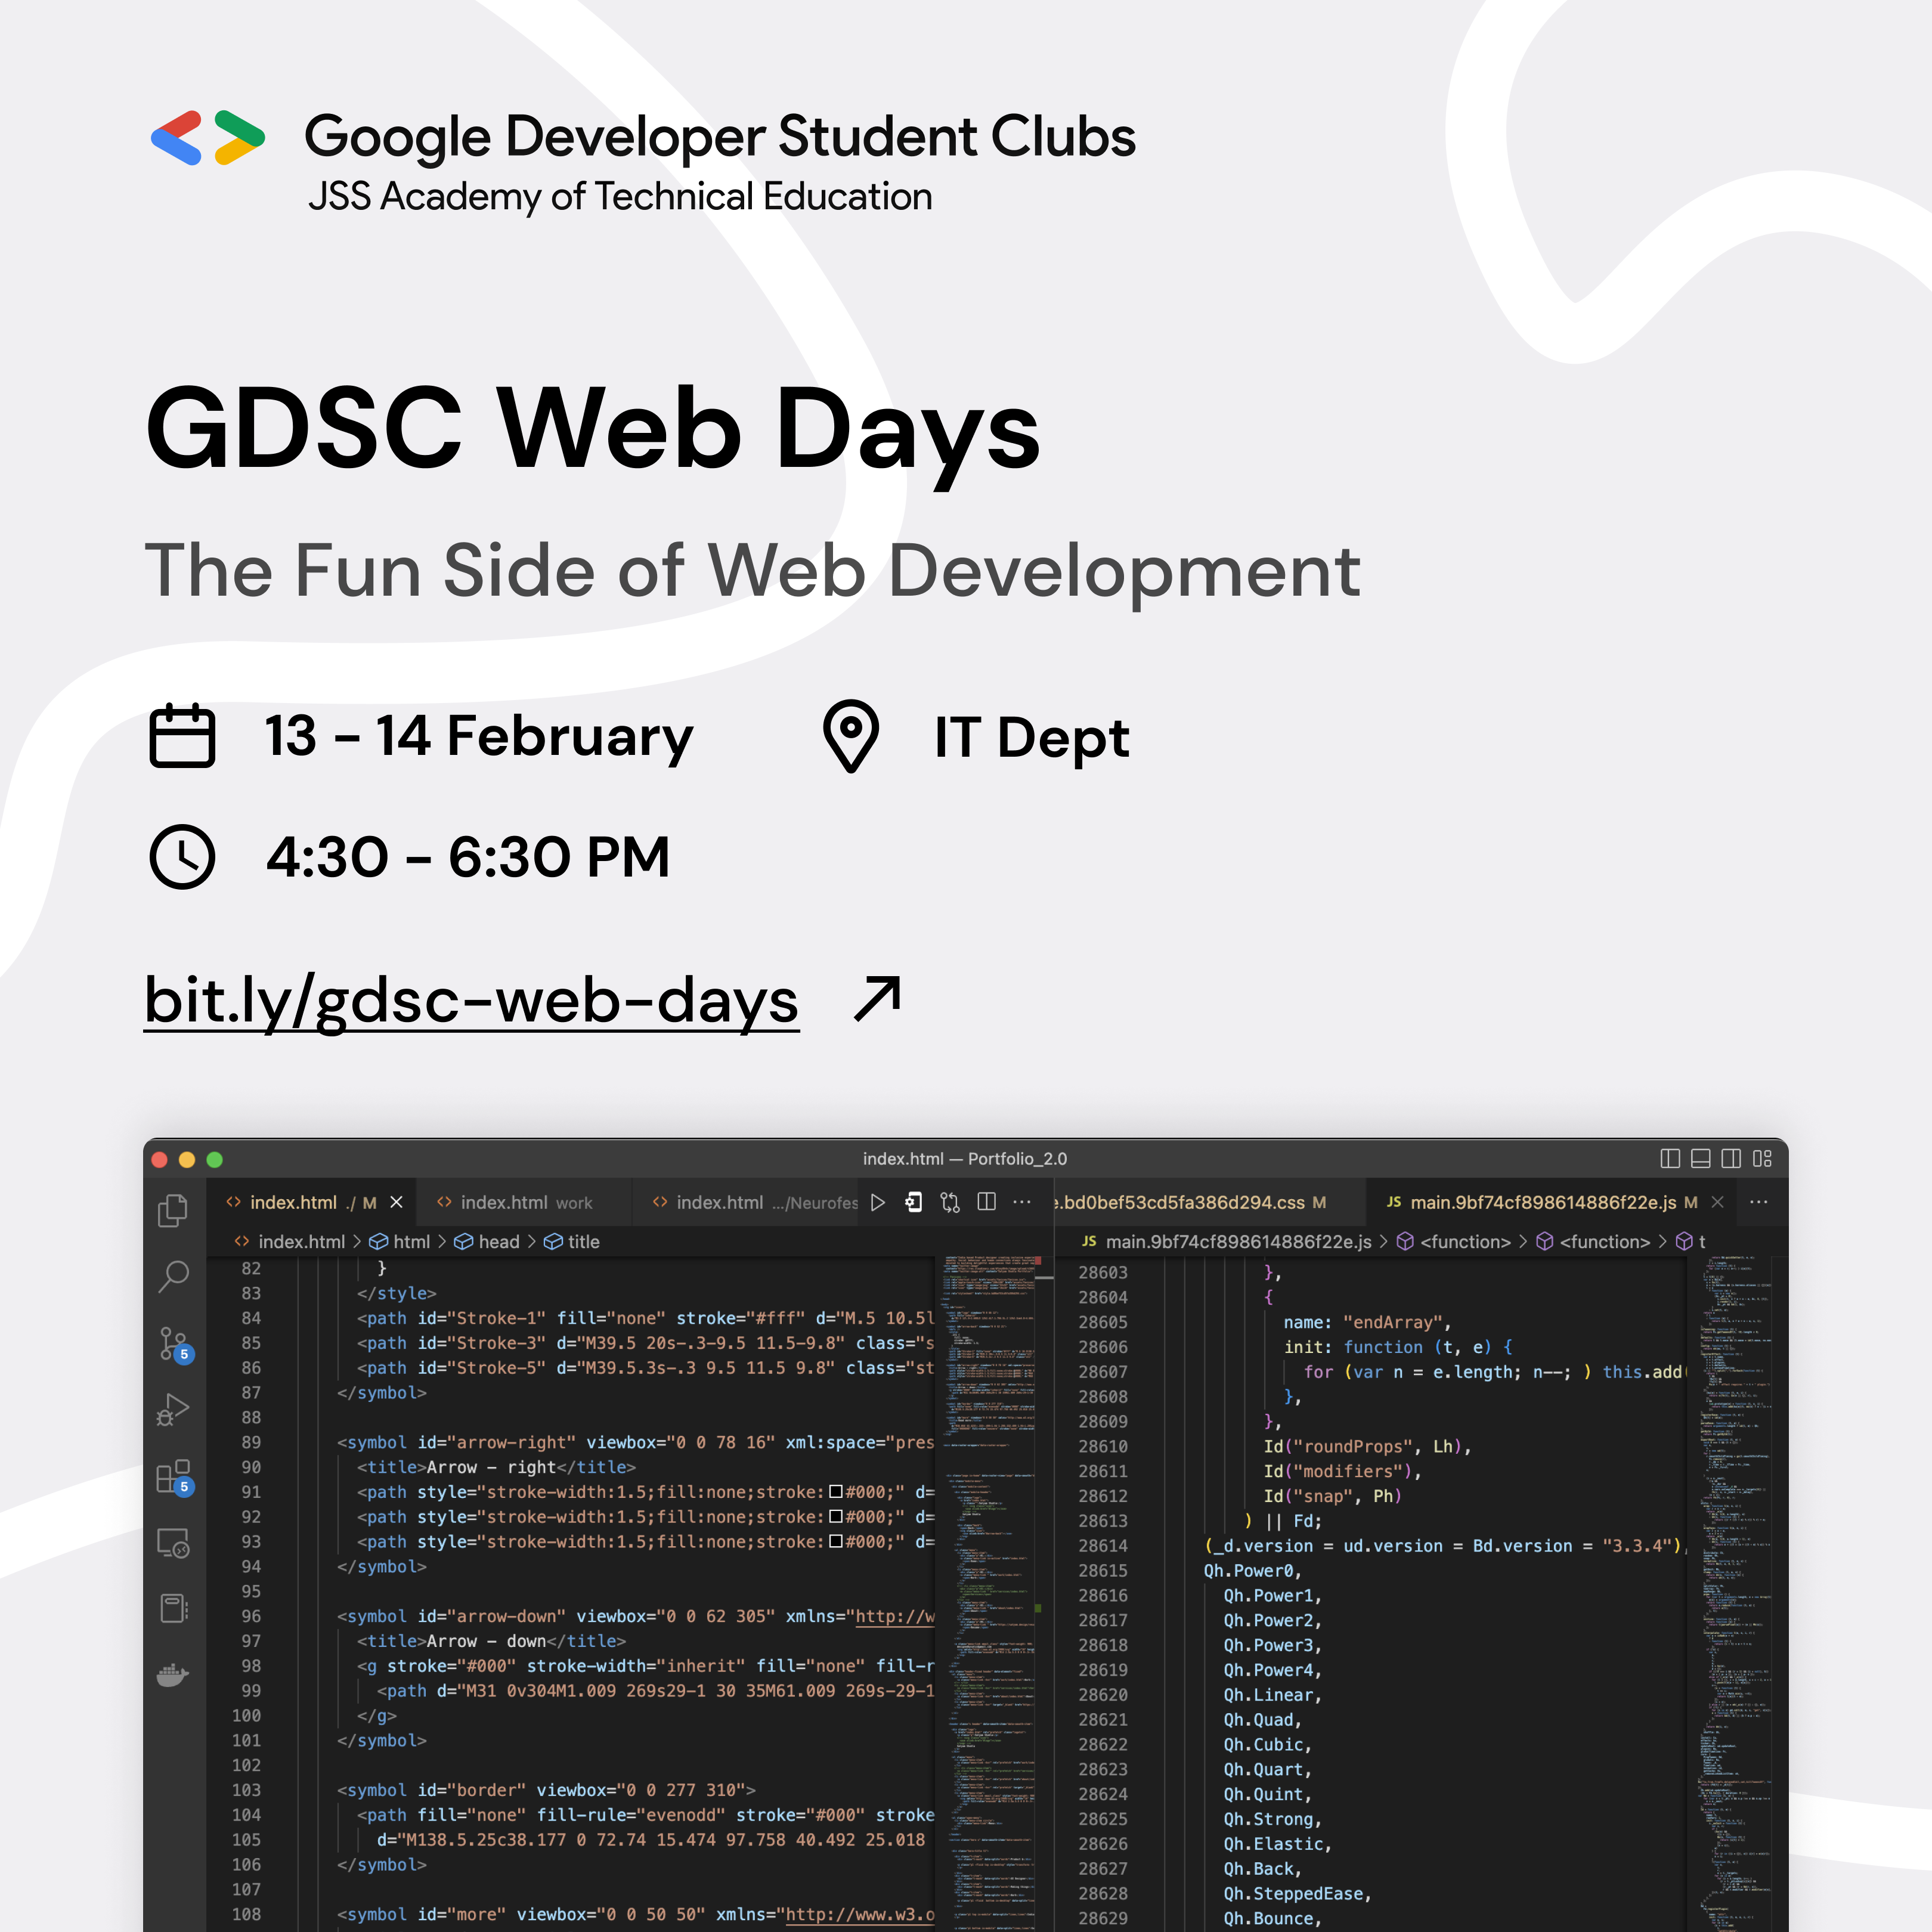 Google Developer Student Clubs
JSS Academy of Technical Education
GDSC Web Days
The Fun Side of Web Development
13 – 14 February
IT Dept
4:30 – 6:30 PM
bit.ly/gdsc-web-days
index.html — Portfolio_2.0
index.html ./ M
index.html work
index.html .../Neurofes
e.bd0bef53cd5fa386d294.css M
JS main.9bf74cf898614886f22e.js M
index.html > html > head > title
JS main.9bf74cf898614886f22e.js > <function> > <function> > t
5
5
82 }
83 </style>
84 <path id="Stroke-1" fill="none" stroke="#fff" d="M.5 10.5l
85 <path id="Stroke-3" d="M39.5 20s-.3-9.5 11.5-9.8" class="s
86 <path id="Stroke-5" d="M39.5.3s-.3 9.5 11.5 9.8" class="st
87 </symbol>
88
89 <symbol id="arrow-right" viewbox="0 0 78 16" xml:space="pres
90 <title>Arrow - right</title>
91 <path style="stroke-width:1.5;fill:none;stroke:#000;" d=
92 <path style="stroke-width:1.5;fill:none;stroke:#000;" d=
93 <path style="stroke-width:1.5;fill:none;stroke:#000;" d=
94 </symbol>
95
96 <symbol id="arrow-down" viewbox="0 0 62 305" xmlns="http://w
97 <title>Arrow - down</title>
98 <g stroke="#000" stroke-width="inherit" fill="none" fill-r
99 <path d="M31 0v304M1.009 269s29-1 30 35M61.009 269s-29-1
100 </g>
101 </symbol>
102
103 <symbol id="border" viewbox="0 0 277 310">
104 <path fill="none" fill-rule="evenodd" stroke="#000" stroke
105 d="M138.5.25c38.177 0 72.74 15.474 97.758 40.492 25.018
106 </symbol>
107
108 <symbol id="more" viewbox="0 0 50 50" xmlns="http://www.w3.o
28603 },
28604 {
28605 name: "endArray",
28606 init: function (t, e) {
28607 for (var n = e.length; n--; ) this.add(
28608 },
28609 },
28610 Id("roundProps", Lh),
28611 Id("modifiers"),
28612 Id("snap", Ph)
28613 ) || Fd;
28614 (_d.version = ud.version = Bd.version = "3.3.4"),
28615 Qh.Power0,
28616 Qh.Power1,
28617 Qh.Power2,
28618 Qh.Power3,
28619 Qh.Power4,
28620 Qh.Linear,
28621 Qh.Quad,
28622 Qh.Cubic,
28623 Qh.Quart,
28624 Qh.Quint,
28625 Qh.Strong,
28626 Qh.Elastic,
28627 Qh.Back,
28628 Qh.SteppedEase,
28629 Qh.Bounce,